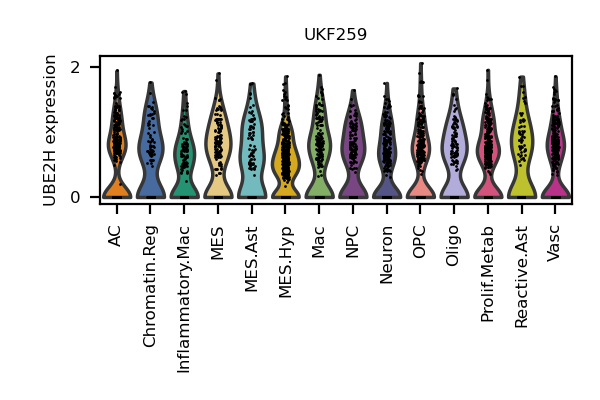 UKF259
UBE2H expression
2
0
AC
Chromatin.Reg
Inflammatory.Mac
MES
MES.Ast
MES.Hyp
Mac
NPC
Neuron
OPC
Oligo
Prolif.Metab
Reactive.Ast
Vasc